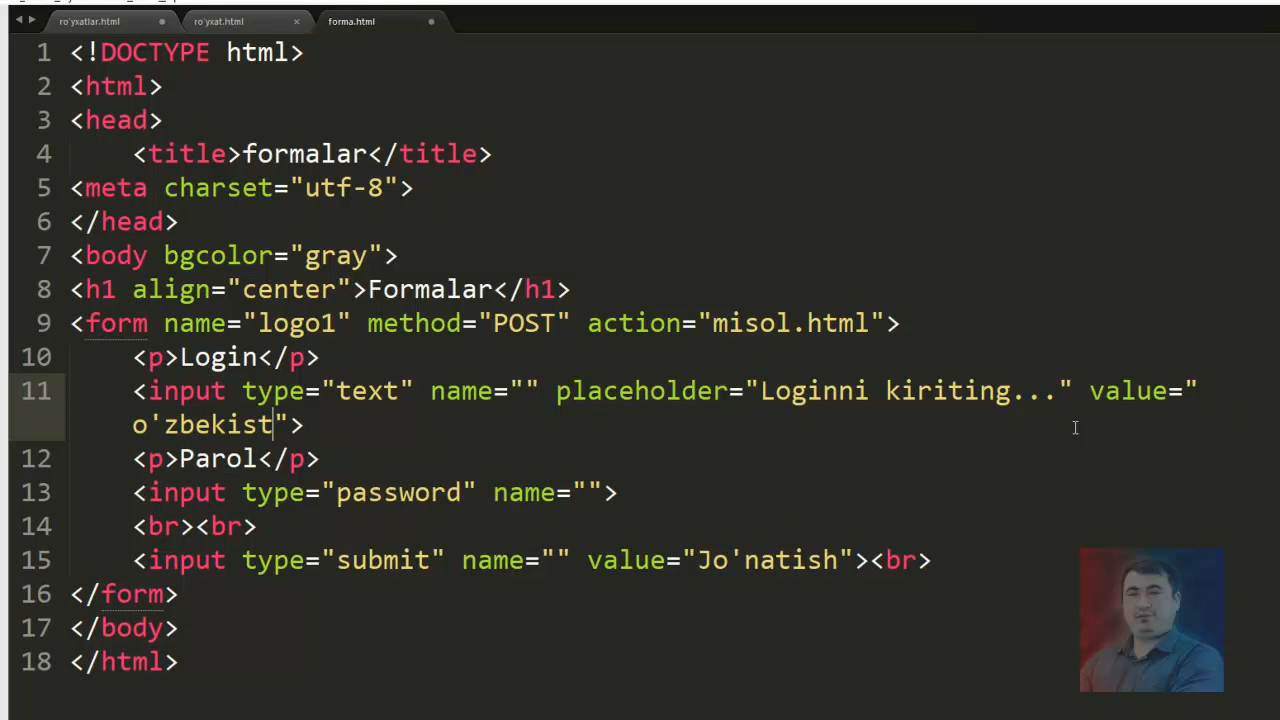 ro'yxatlar.html ro'yxat.html forma.html
1 <!DOCTYPE html>
2 <html>
3 <head>
4 <title>formalar</title>
5 <meta charset="utf-8">
6 </head>
7 <body bgcolor="gray">
8 <h1 align="center">Formalar</h1>
9 <form name="logo1" method="POST" action="misol.html">
10 <p>Login</p>
11 <input type="text" name="" placeholder="Loginni kiriting..." value="
o'zbekist">
12 <p>Parol</p>
13 <input type="password" name="">
14 <br><br>
15 <input type="submit" name="" value="Jo'natish"><br>
16 </form>
17 </body>
18 </html>